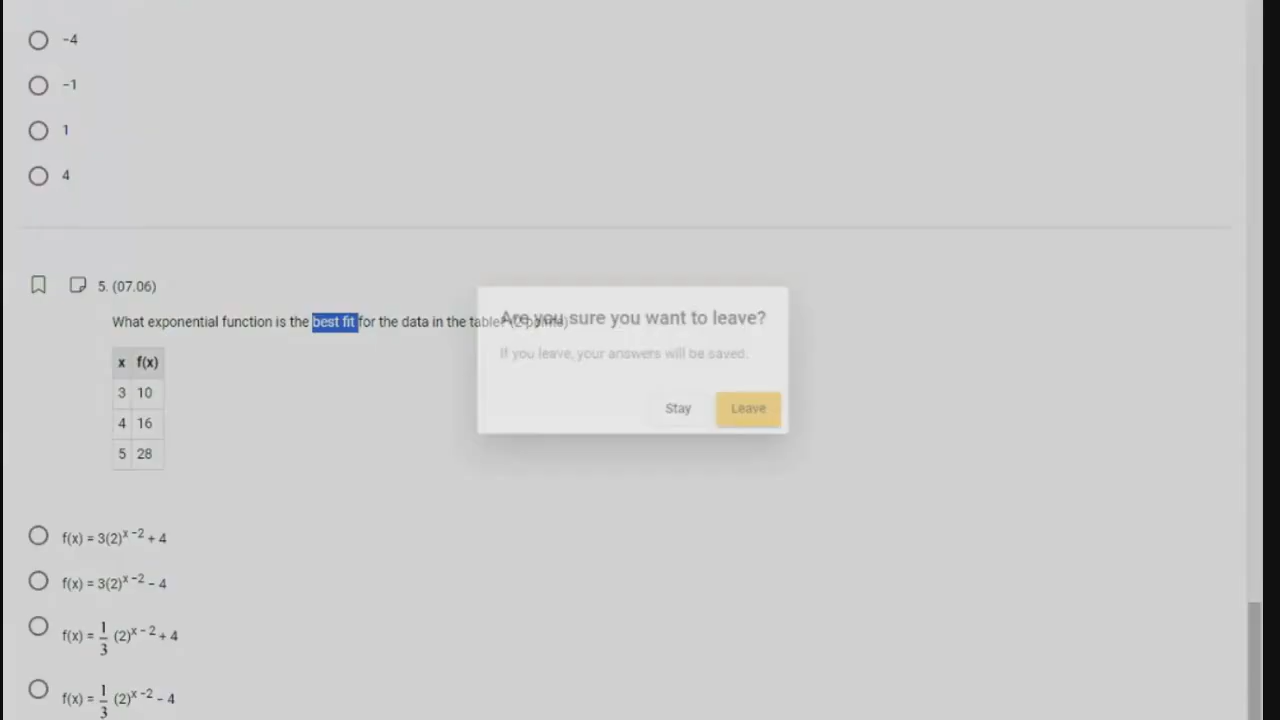 -4
-1
1
4
5. (07.06)
What exponential function is the best fit for the data in the table? (2 points)
Are you sure you want to leave?
If you leave, your answers will be saved.
Stay Leave
x f(x)
3 10
4 16
5 28
f(x) = 3(2)^x −2 + 4
f(x) = 3(2)^x −2 − 4
f(x) = 1/3 (2)^x − 2 + 4
f(x) = 1/3 (2)^x −2 − 4